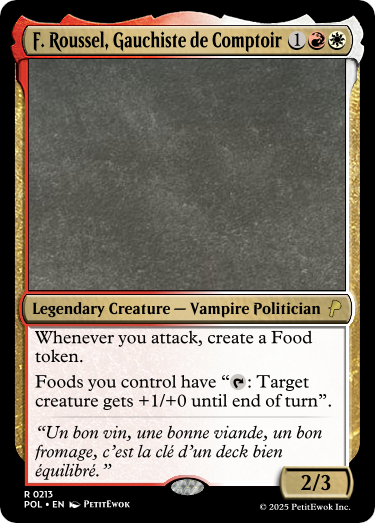 F. Roussel, Gauchiste de Comptoir 1
Legendary Creature — Vampire Politician
Whenever you attack, create a Food
token.
Foods you control have “: Target
creature gets +1/+0 until end of turn”.
“Un bon vin, une bonne viande, un bon
fromage, c’est la clé d’un deck bien
équilibré.”
2/3
R 0213
POL • EN PetitEwok
© 2025 PetitEwok Inc.